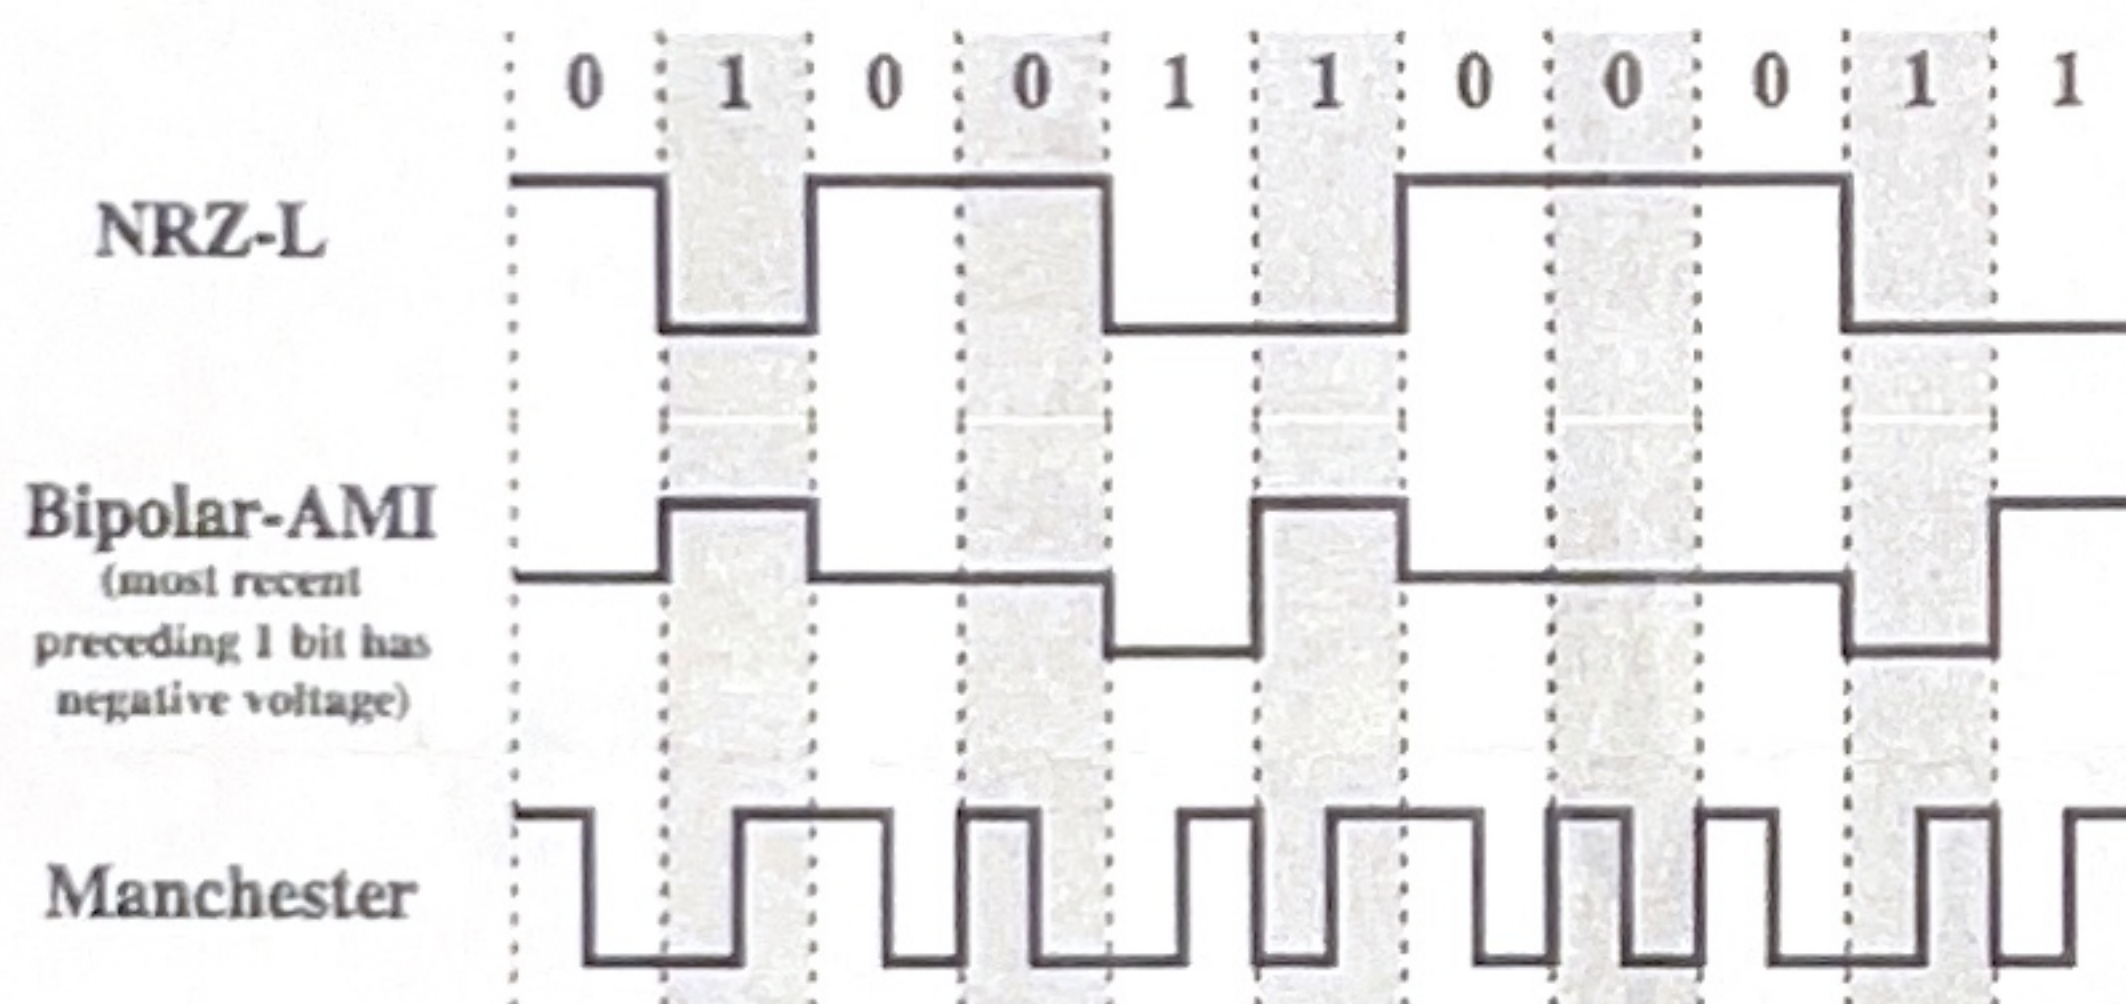 0 1 0 0 1 1 0 0 0 1 1
NRZ-L
Bipolar-AMI
(most recent
preceding 1 bit has
negative voltage)
Manchester